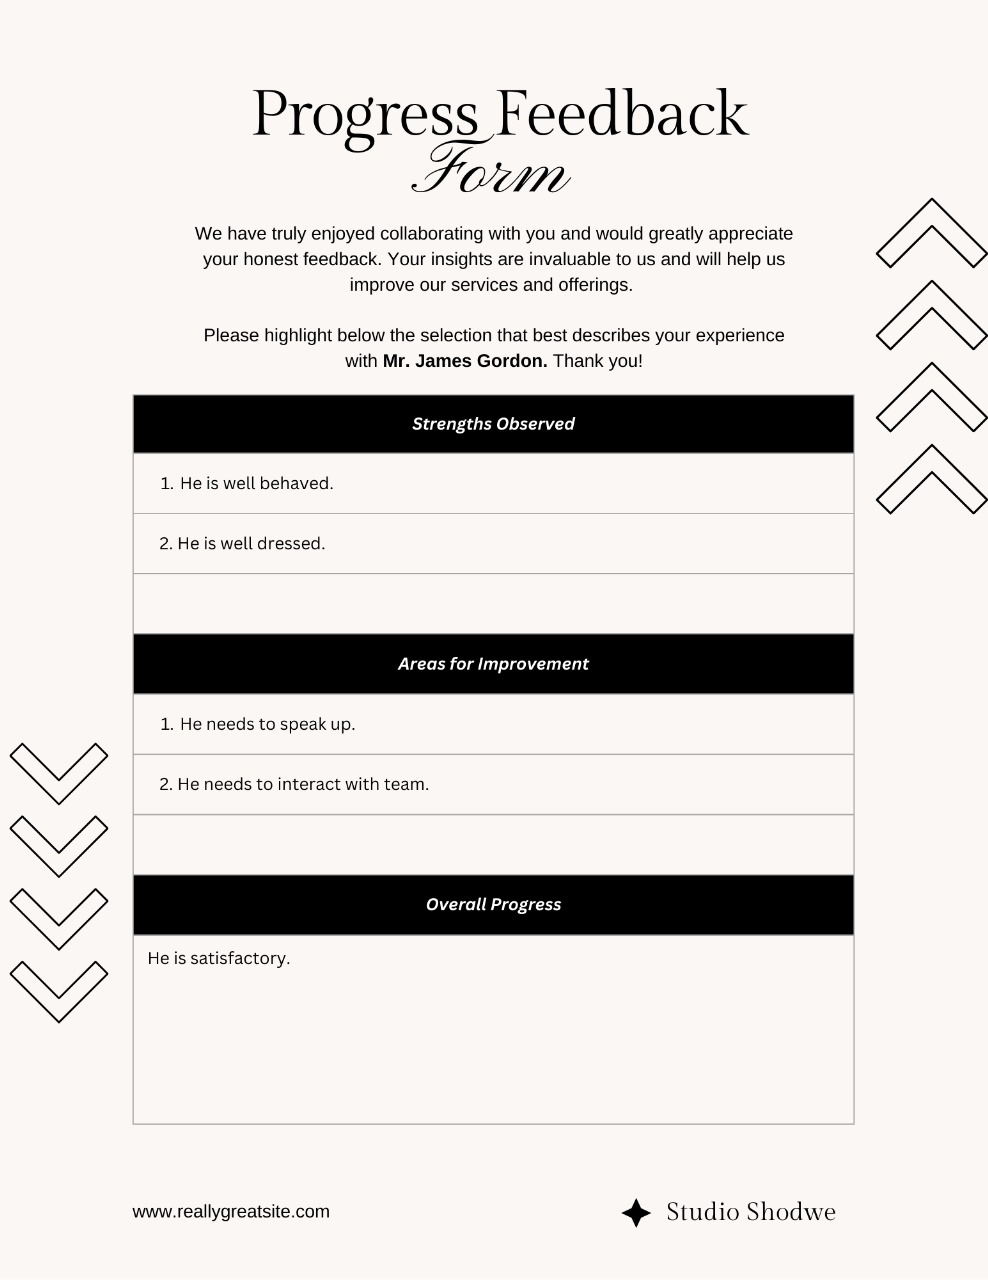 Progress Feedback
Form
We have truly enjoyed collaborating with you and would greatly appreciate
your honest feedback. Your insights are invaluable to us and will help us
improve our services and offerings.
Please highlight below the selection that best describes your experience
with Mr. James Gordon. Thank you!
Strengths Observed
1. He is well behaved.
2. He is well dressed.
Areas for Improvement
1. He needs to speak up.
2. He needs to interact with team.
Overall Progress
He is satisfactory.
www.reallygreatsite.com
Studio Shodwe